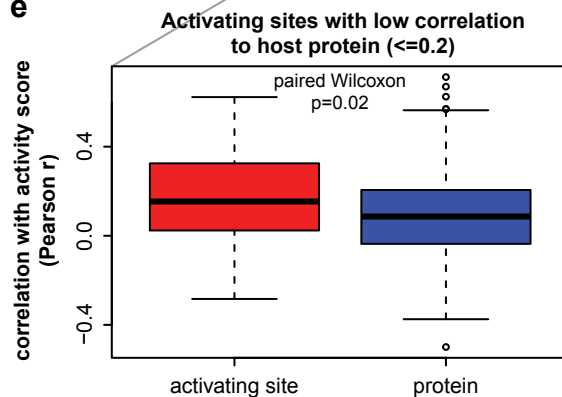 e
Activating sites with low correlation
to host protein (<=0.2)
paired Wilcoxon
p=0.02
correlation with activity score
(Pearson r)
0.4
0.0
−0.4
activating site
protein